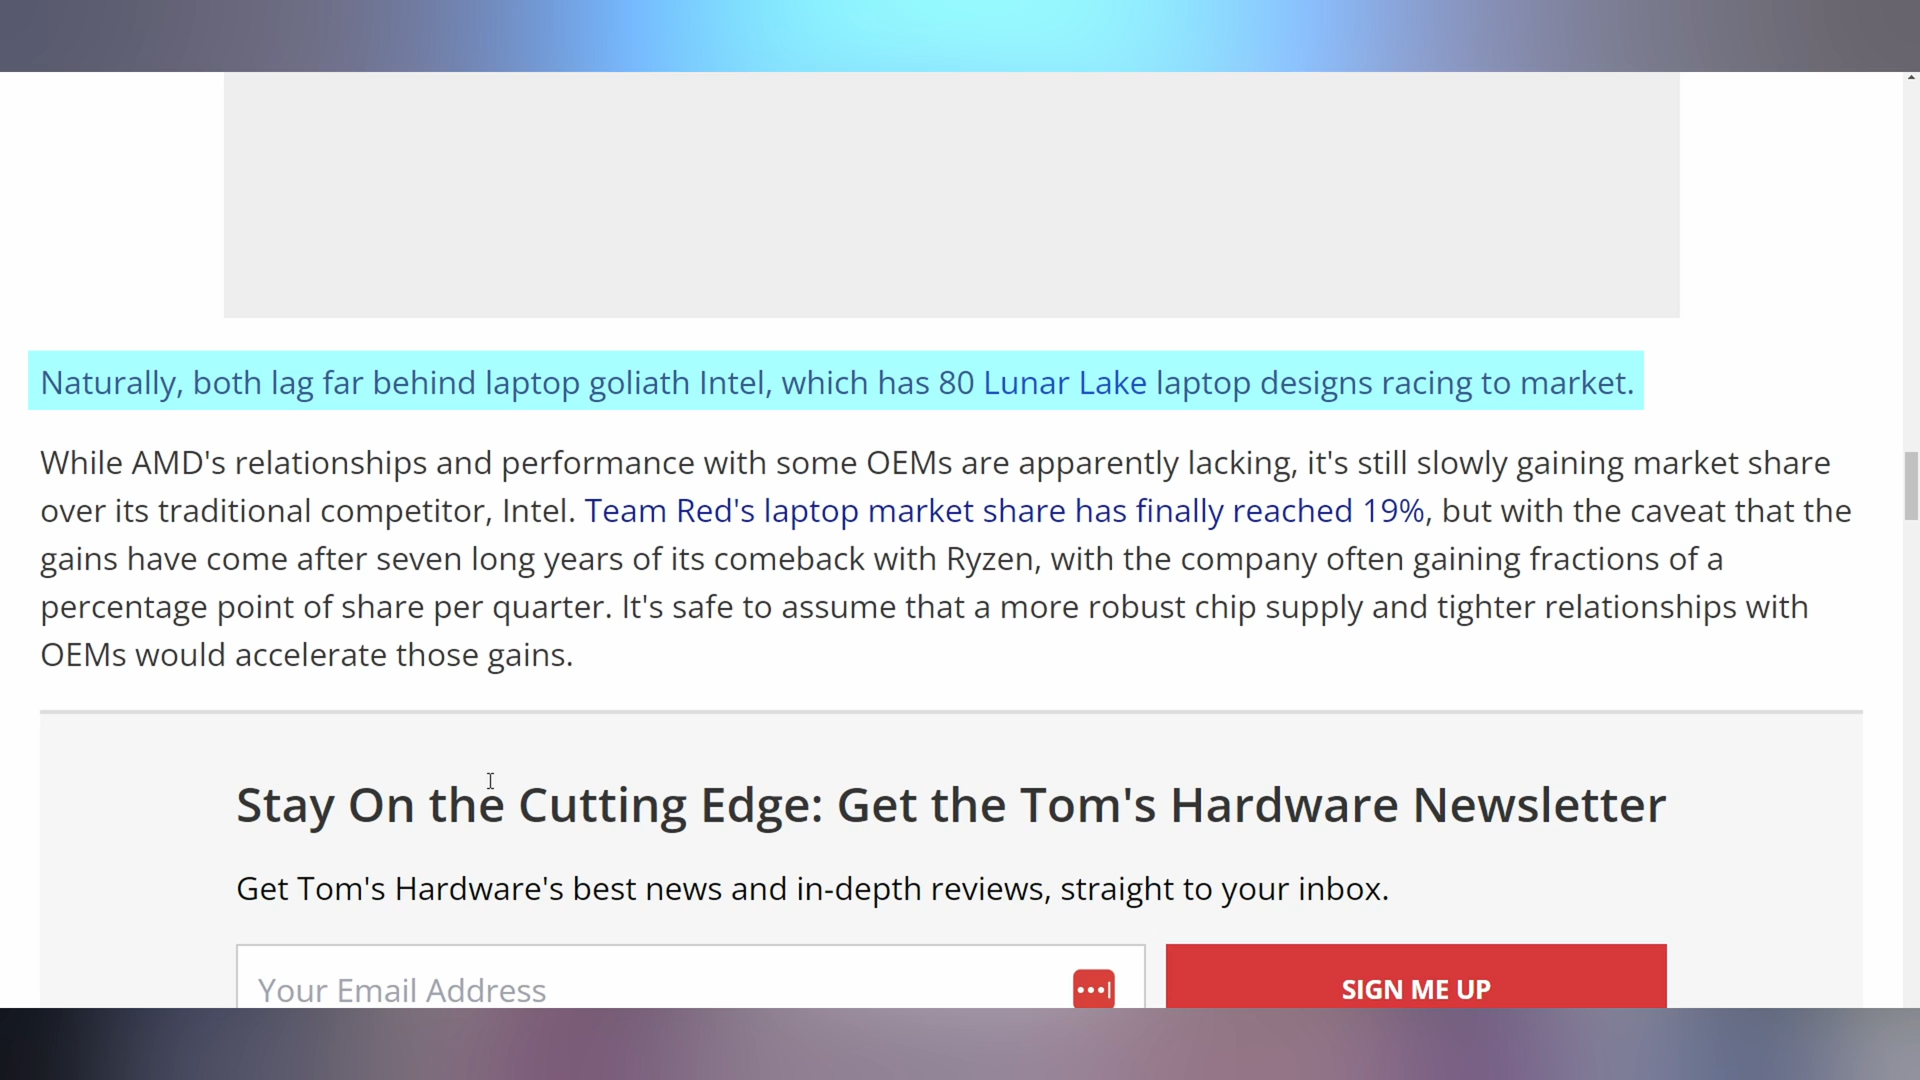 Naturally, both lag far behind laptop goliath Intel, which has 80 Lunar Lake laptop designs racing to market.
While AMD's relationships and performance with some OEMs are apparently lacking, it's still slowly gaining market share
over its traditional competitor, Intel. Team Red's laptop market share has finally reached 19%, but with the caveat that the
gains have come after seven long years of its comeback with Ryzen, with the company often gaining fractions of a
percentage point of share per quarter. It's safe to assume that a more robust chip supply and tighter relationships with
OEMs would accelerate those gains.
Stay On the Cutting Edge: Get the Tom's Hardware Newsletter
Get Tom's Hardware's best news and in-depth reviews, straight to your inbox.
Your Email Address
SIGN ME UP